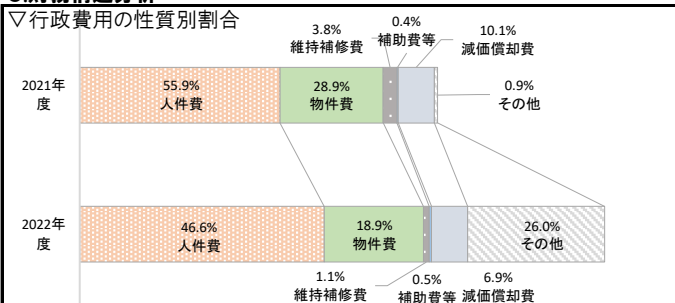 ▽行政費用の性質別割合
3.8%
維持補修費
0.4%
補助費等
10.1%
減価償却費
2021年
度
55.9%
人件費
28.9%
物件費
0.9%
その他
2022年
度
46.6%
人件費
18.9%
物件費
26.0%
その他
1.1%
維持補修費
0.5%
補助費等
6.9%
減価償却費